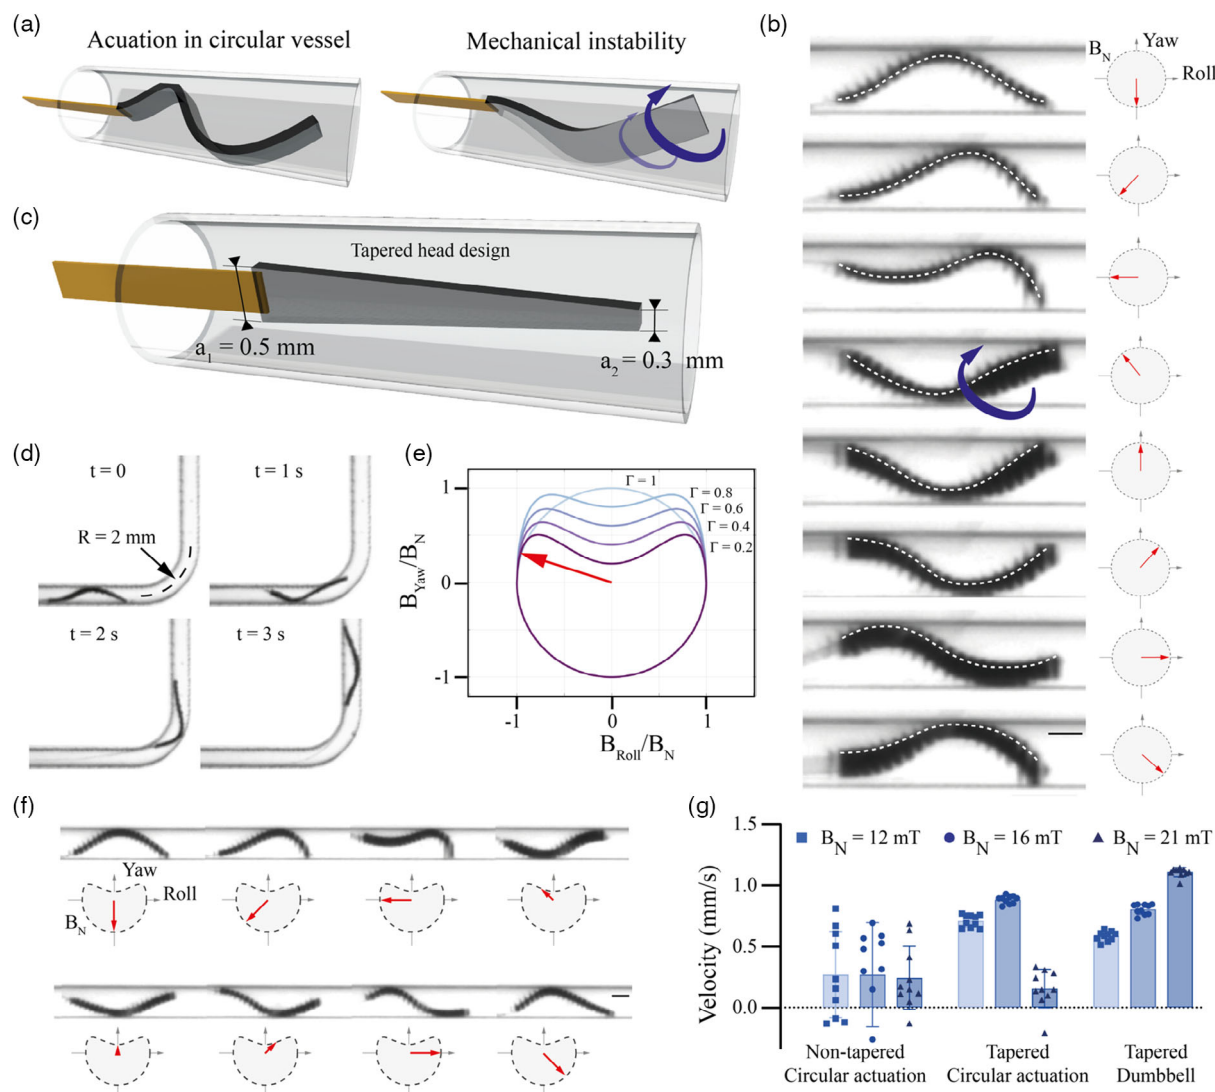 (a)
Acuation in circular vessel
Mechanical instability
(b)
B_N
Yaw
Roll
(c)
Tapered head design
a_1 = 0.5 mm
a_2 = 0.3 mm
(d)
t = 0
t = 1 s
R = 2 mm
t = 2 s
t = 3 s
(e)
Γ = 1
Γ = 0.8
Γ = 0.6
Γ = 0.4
Γ = 0.2
B_Yaw/B_N
1
0
-1
-1
0
1
B_Roll/B_N
(f)
Yaw
Roll
B_N
(g)
B_N = 12 mT
B_N = 16 mT
B_N = 21 mT
Velocity (mm/s)
1.5
1.0
0.5
0.0
Non-tapered
Circular actuation
Tapered
Circular actuation
Tapered
Dumbbell